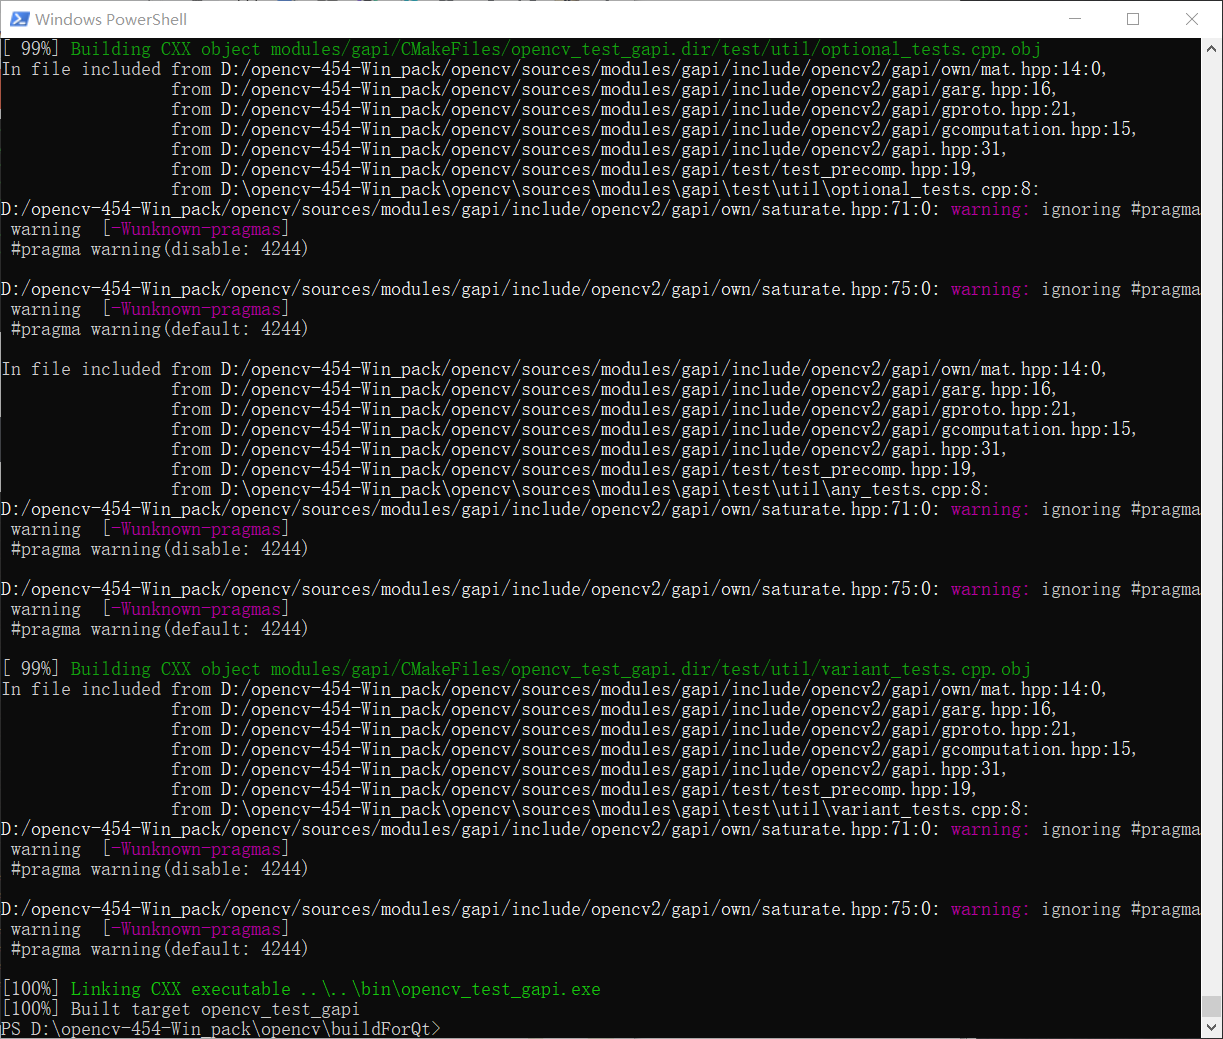 Windows PowerShell
[ 99%] Building CXX object modules/gapi/CMakeFiles/opencv_test_gapi.dir/test/util/optional_tests.cpp.obj
In file included from D:/opencv-454-Win_pack/opencv/sources/modules/gapi/include/opencv2/gapi/own/mat.hpp:14:0,
from D:/opencv-454-Win_pack/opencv/sources/modules/gapi/include/opencv2/gapi/garg.hpp:16,
from D:/opencv-454-Win_pack/opencv/sources/modules/gapi/include/opencv2/gapi/gproto.hpp:21,
from D:/opencv-454-Win_pack/opencv/sources/modules/gapi/include/opencv2/gapi/gcomputation.hpp:15,
from D:/opencv-454-Win_pack/opencv/sources/modules/gapi/include/opencv2/gapi.hpp:31,
from D:/opencv-454-Win_pack/opencv/sources/modules/gapi/test/test_precomp.hpp:19,
from D:\opencv-454-Win_pack\opencv\sources\modules\gapi\test\util\optional_tests.cpp:8:
D:/opencv-454-Win_pack/opencv/sources/modules/gapi/include/opencv2/gapi/own/saturate.hpp:71:0: warning: ignoring #pragma
warning  [-Wunknown-pragmas]
#pragma warning(disable: 4244)
D:/opencv-454-Win_pack/opencv/sources/modules/gapi/include/opencv2/gapi/own/saturate.hpp:75:0: warning: ignoring #pragma
warning  [-Wunknown-pragmas]
#pragma warning(default: 4244)
In file included from D:/opencv-454-Win_pack/opencv/sources/modules/gapi/include/opencv2/gapi/own/mat.hpp:14:0,
from D:/opencv-454-Win_pack/opencv/sources/modules/gapi/include/opencv2/gapi/garg.hpp:16,
from D:/opencv-454-Win_pack/opencv/sources/modules/gapi/include/opencv2/gapi/gproto.hpp:21,
from D:/opencv-454-Win_pack/opencv/sources/modules/gapi/include/opencv2/gapi/gcomputation.hpp:15,
from D:/opencv-454-Win_pack/opencv/sources/modules/gapi/include/opencv2/gapi.hpp:31,
from D:/opencv-454-Win_pack/opencv/sources/modules/gapi/test/test_precomp.hpp:19,
from D:\opencv-454-Win_pack\opencv\sources\modules\gapi\test\util\any_tests.cpp:8:
D:/opencv-454-Win_pack/opencv/sources/modules/gapi/include/opencv2/gapi/own/saturate.hpp:71:0: warning: ignoring #pragma
warning  [-Wunknown-pragmas]
#pragma warning(disable: 4244)
D:/opencv-454-Win_pack/opencv/sources/modules/gapi/include/opencv2/gapi/own/saturate.hpp:75:0: warning: ignoring #pragma
warning  [-Wunknown-pragmas]
#pragma warning(default: 4244)
[ 99%] Building CXX object modules/gapi/CMakeFiles/opencv_test_gapi.dir/test/util/variant_tests.cpp.obj
In file included from D:/opencv-454-Win_pack/opencv/sources/modules/gapi/include/opencv2/gapi/own/mat.hpp:14:0,
from D:/opencv-454-Win_pack/opencv/sources/modules/gapi/include/opencv2/gapi/garg.hpp:16,
from D:/opencv-454-Win_pack/opencv/sources/modules/gapi/include/opencv2/gapi/gproto.hpp:21,
from D:/opencv-454-Win_pack/opencv/sources/modules/gapi/include/opencv2/gapi/gcomputation.hpp:15,
from D:/opencv-454-Win_pack/opencv/sources/modules/gapi/include/opencv2/gapi.hpp:31,
from D:/opencv-454-Win_pack/opencv/sources/modules/gapi/test/test_precomp.hpp:19,
from D:\opencv-454-Win_pack\opencv\sources\modules\gapi\test\util\variant_tests.cpp:8:
D:/opencv-454-Win_pack/opencv/sources/modules/gapi/include/opencv2/gapi/own/saturate.hpp:71:0: warning: ignoring #pragma
warning  [-Wunknown-pragmas]
#pragma warning(disable: 4244)
D:/opencv-454-Win_pack/opencv/sources/modules/gapi/include/opencv2/gapi/own/saturate.hpp:75:0: warning: ignoring #pragma
warning  [-Wunknown-pragmas]
#pragma warning(default: 4244)
[100%] Linking CXX executable ..\..\bin\opencv_test_gapi.exe
[100%] Built target opencv_test_gapi
PS D:\opencv-454-Win_pack\opencv\buildForQt>